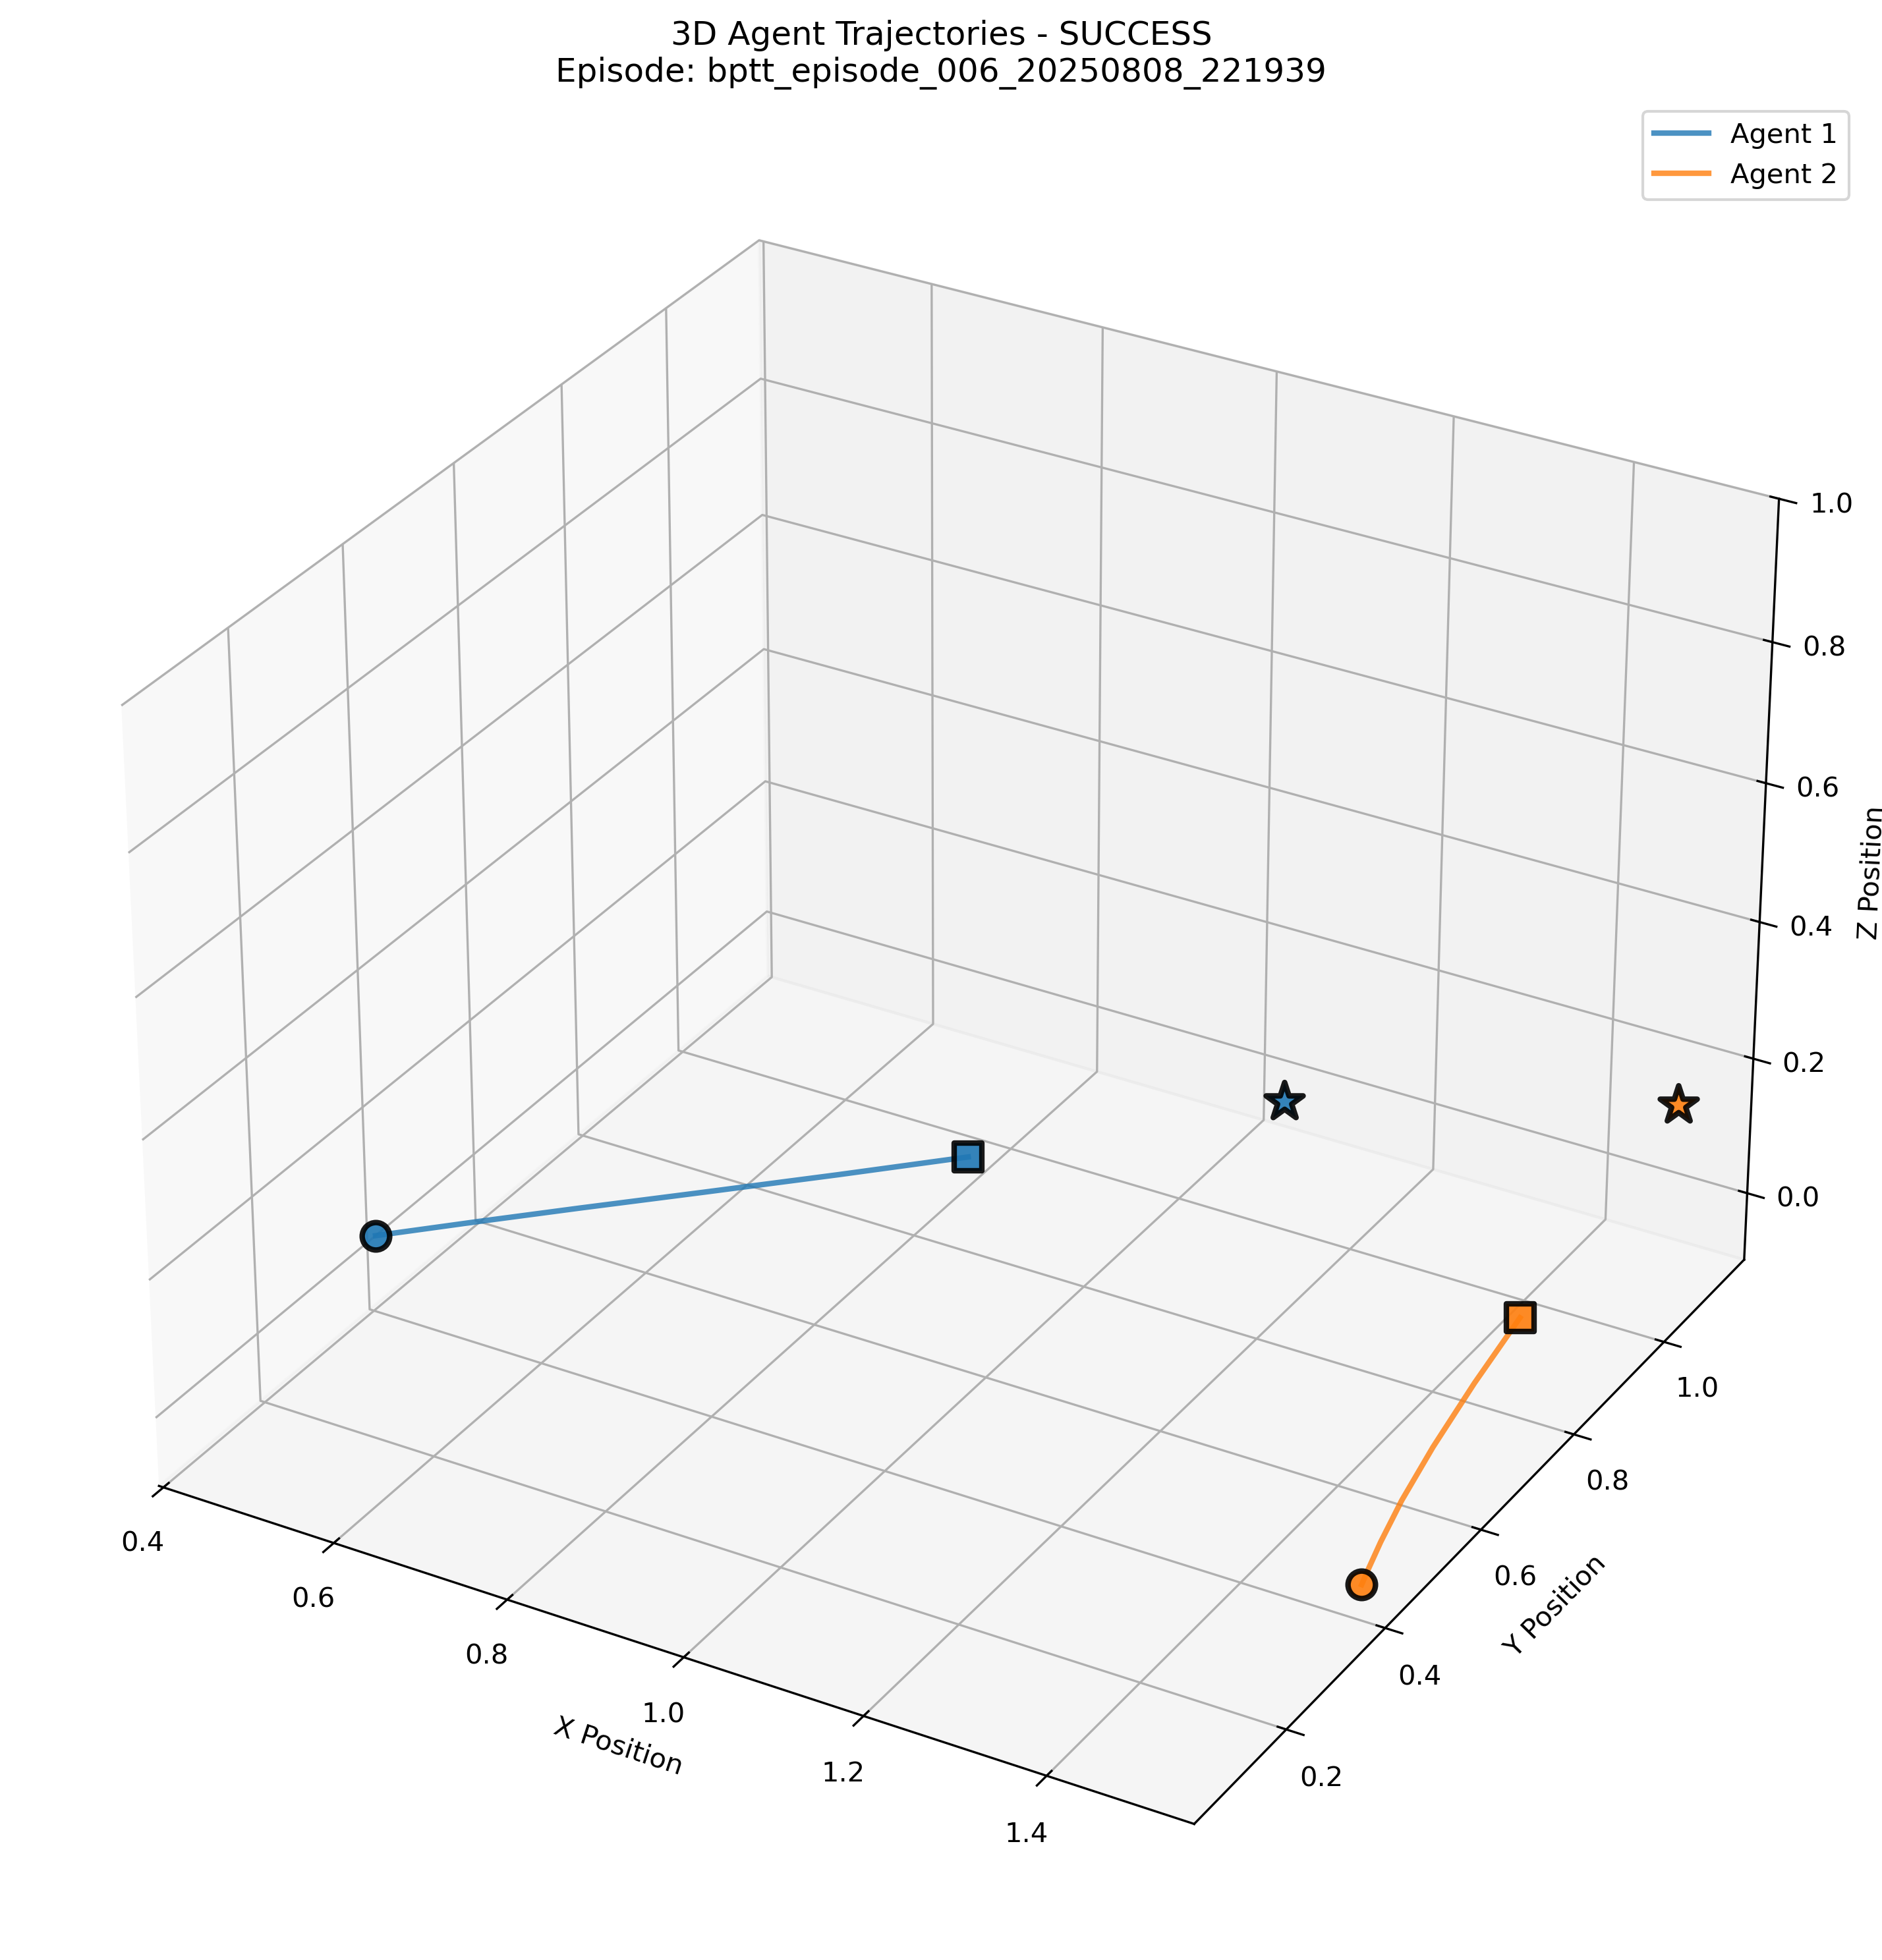 3D Agent Trajectories - SUCCESS
Episode: bptt_episode_006_20250808_221939
Agent 1
Agent 2
1.0
0.8
0.6
0.4
0.2
0.0
Z Position
1.0
0.8
0.6
0.4
0.2
Y Position
0.4
0.6
0.8
1.0
1.2
1.4
X Position